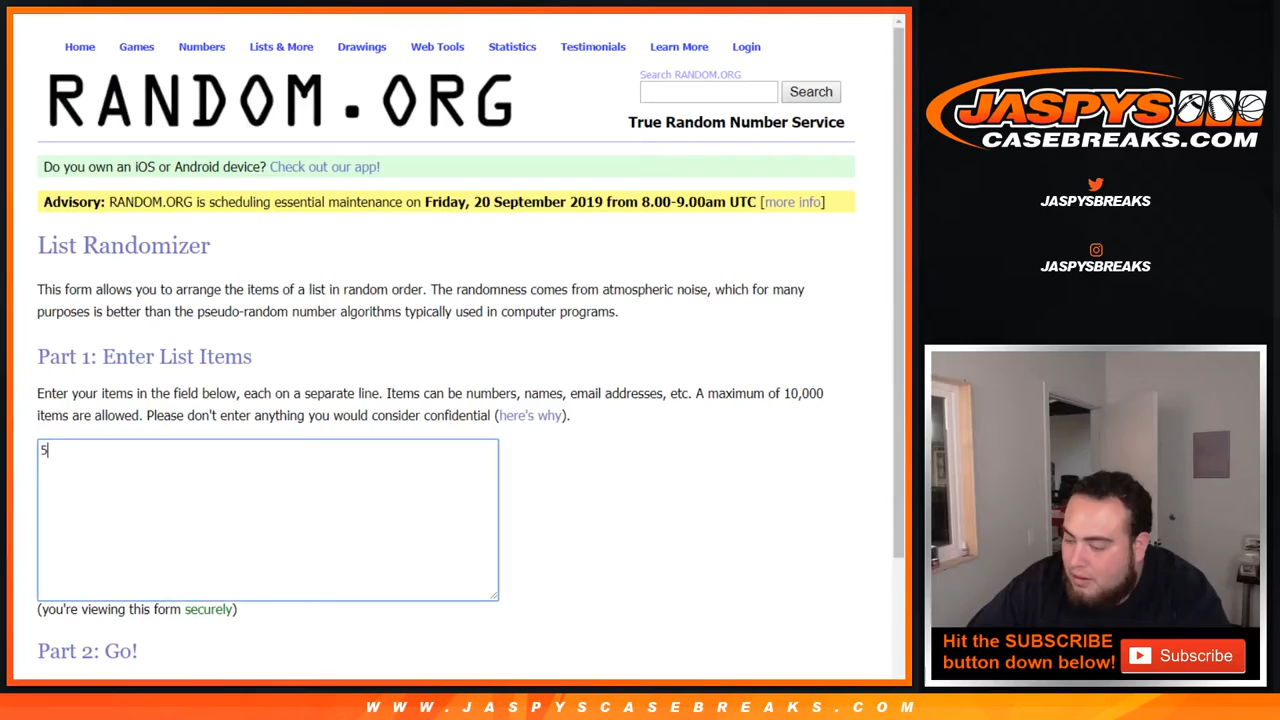 Home Games Numbers Lists & More Drawings Web Tools Statistics Testimonials Learn More Login
RANDOM.ORG
Search RANDOM.ORG
Search
True Random Number Service
Do you own an iOS or Android device? Check out our app!
Advisory: RANDOM.ORG is scheduling essential maintenance on Friday, 20 September 2019 from 8.00-9.00am UTC [more info]
List Randomizer
This form allows you to arrange the items of a list in random order. The randomness comes from atmospheric noise, which for many
purposes is better than the pseudo-random number algorithms typically used in computer programs.
Part 1: Enter List Items
Enter your items in the field below, each on a separate line. Items can be numbers, names, email addresses, etc. A maximum of 10,000
items are allowed. Please don't enter anything you would consider confidential (here's why).
5
(you're viewing this form securely)
Part 2: Go!
JASPYS
CASEBREAKS.COM
JASPYSBREAKS
JASPYSBREAKS
Hit the SUBSCRIBE
button down below!
Subscribe
WWW.JASPYSCASEBREAKS.COM